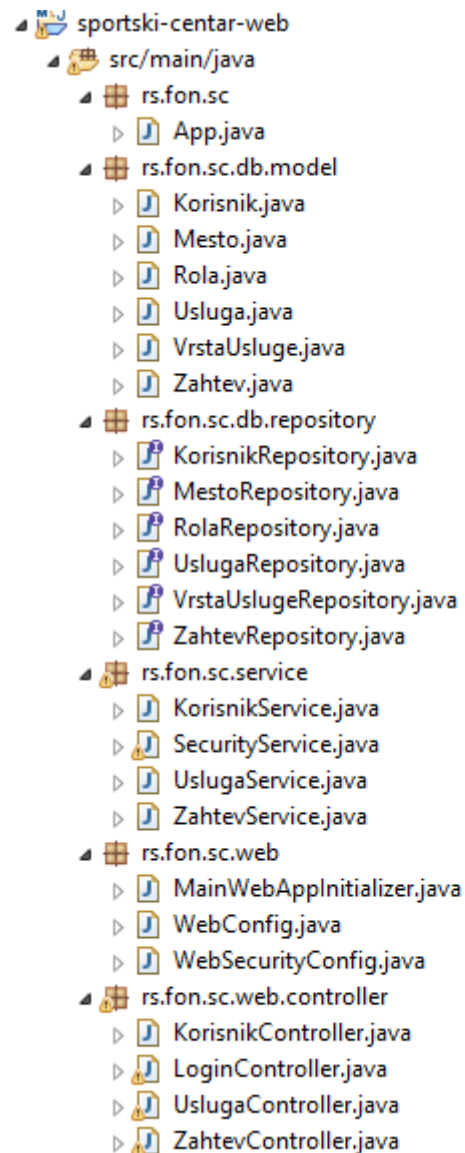 sportski-centar-web
src/main/java
rs.fon.sc
App.java
rs.fon.sc.db.model
Korisnik.java
Mesto.java
Rola.java
Usluga.java
VrstaUsluge.java
Zahtev.java
rs.fon.sc.db.repository
KorisnikRepository.java
MestoRepository.java
RolaRepository.java
UslugaRepository.java
VrstaUslugeRepository.java
ZahtevRepository.java
rs.fon.sc.service
KorisnikService.java
SecurityService.java
UslugaService.java
ZahtevService.java
rs.fon.sc.web
MainWebAppInitializer.java
WebConfig.java
WebSecurityConfig.java
rs.fon.sc.web.controller
KorisnikController.java
LoginController.java
UslugaController.java
ZahtevController.java